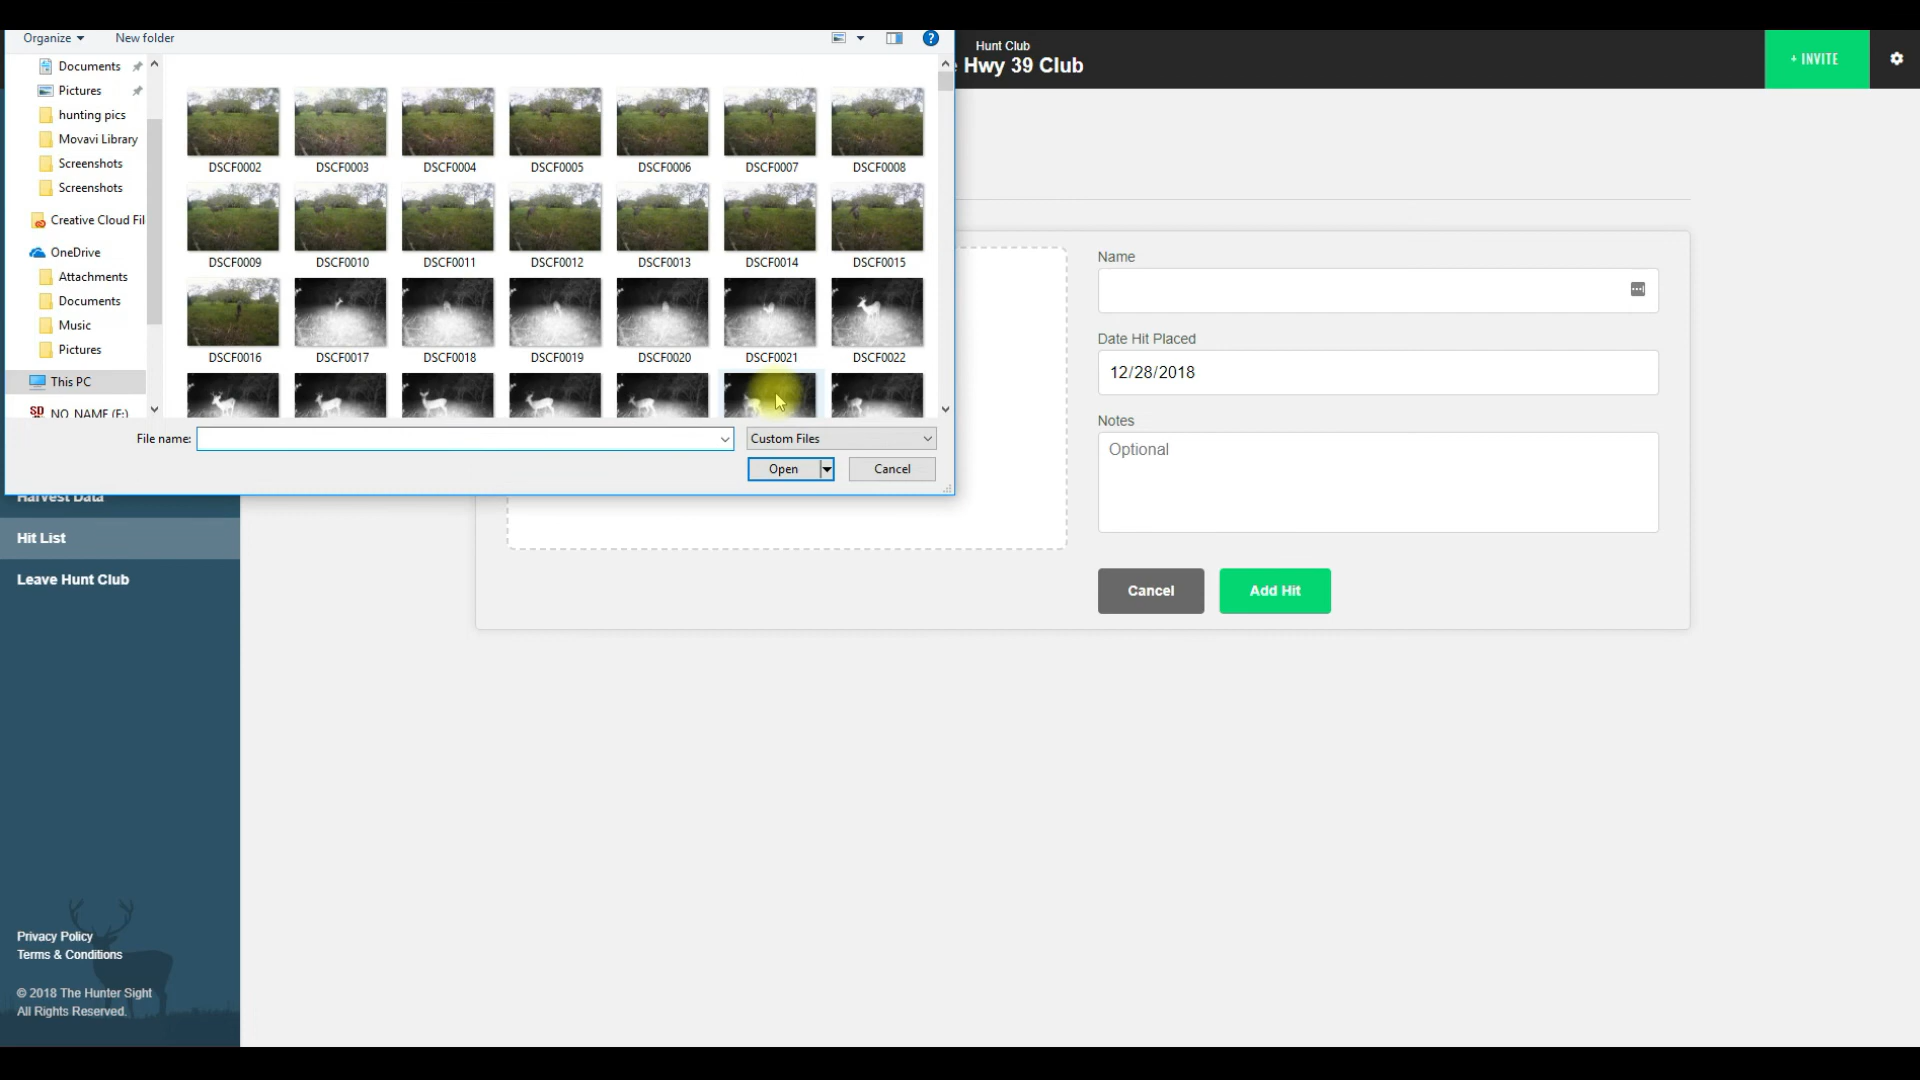 Organize
New folder
Documents
Pictures
hunting pics
Movavi Library
Screenshots
Screenshots
Creative Cloud Fil
OneDrive
Attachments
Documents
Music
Pictures
This PC
NO_NAME (F:)
DSCF0002 DSCF0003 DSCF0004 DSCF0005 DSCF0006 DSCF0007 DSCF0008
DSCF0009 DSCF0010 DSCF0011 DSCF0012 DSCF0013 DSCF0014 DSCF0015
DSCF0016 DSCF0017 DSCF0018 DSCF0019 DSCF0020 DSCF0021 DSCF0022
File name:
Custom Files
Open
Cancel
Hunt Club
Hwy 39 Club
+ INVITE
Name
Date Hit Placed
12/28/2018
Notes
Optional
Cancel
Add Hit
Harvest Data
Hit List
Leave Hunt Club
Privacy Policy
Terms & Conditions
© 2018 The Hunter Sight
All Rights Reserved.